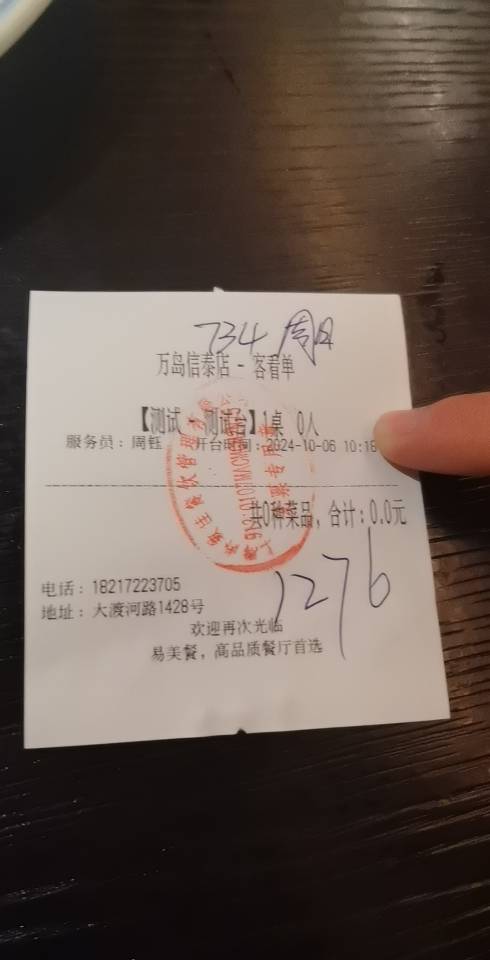 734 周
万岛信泰店 - 客看单
【测试 测试台】1桌 0人
服务员：周钰 开台时间：2024-10-06 10:18
共0种菜品，合计：0.0元
1276
电话：18217223705
地址：大渡河路1428号
欢迎再次光临
易美餐，高品质餐厅首选